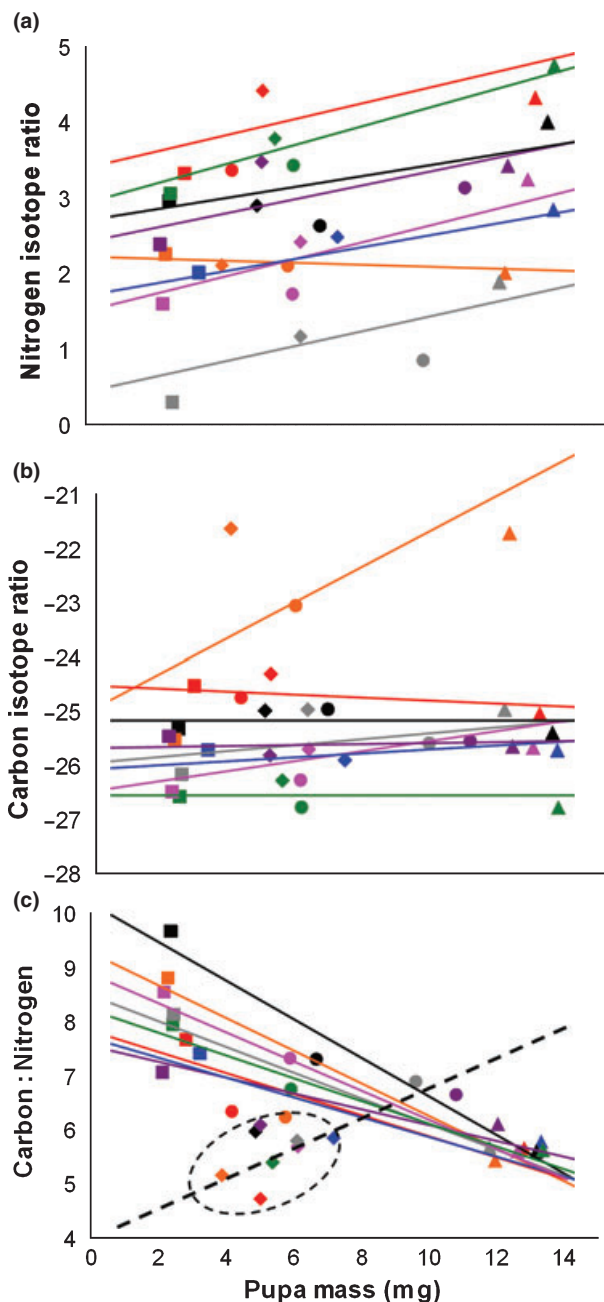 (a)
5
4
3
2
1
0
Nitrogen isotope ratio
(b)
−21
−22
−23
−24
−25
−26
−27
−28
Carbon isotope ratio
(c)
10
9
8
7
6
5
4
Carbon : Nitrogen
0 2 4 6 8 10 12 14
Pupa mass (mg)